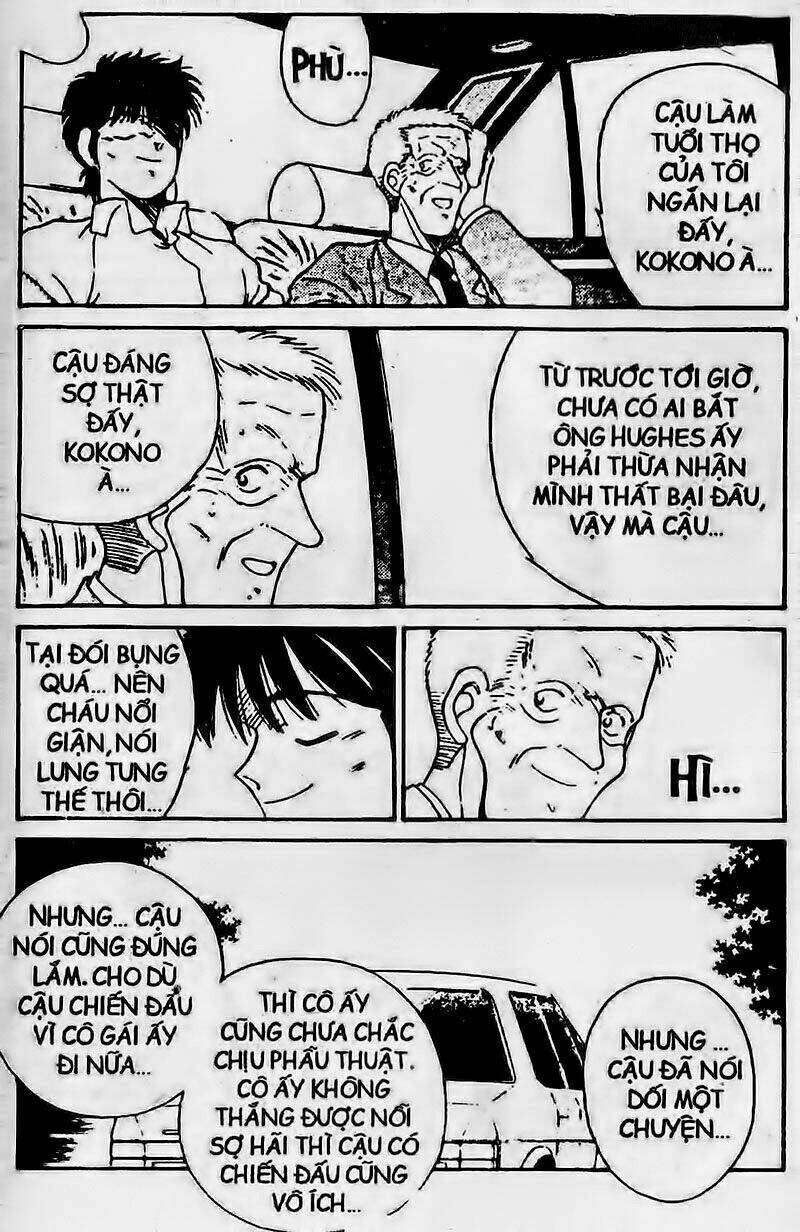 PHÙ...
CẬU LÀM
TUỔI THỌ
CỦA TÔI
NGẮN LẠI
ĐẤY,
KOKONO À...
CẬU ĐÁNG
SỢ THẬT
ĐẤY,
KOKONO
À...
TỪ TRƯỚC TỚI GIỜ,
CHƯA CÓ AI BẮT
ÔNG HUGHES ẤY
PHẢI THỪA NHẬN
MÌNH THẤT BẠI ĐÂU,
VẬY MÀ CẬU...
TẠI ĐÓI BỤNG
QUÁ... NÊN
CHÁU NỔI
GIẬN, NÓI
LUNG TUNG
THẾ THÔI...
HÌ...
NHƯNG... CẬU
NÓI CŨNG ĐÚNG
LẮM. CHO DÙ
CẬU CHIẾN ĐẤU
VÌ CÔ GÁI ẤY
ĐI NỮA...
THÌ CÔ ẤY
CŨNG CHƯA CHẮC
CHỊU PHẪU THUẬT.
CÔ ẤY KHÔNG
THẮNG ĐƯỢC NỖI
SỢ HÃI THÌ CẬU CÓ
CHIẾN ĐẤU CŨNG
VÔ ÍCH...
NHƯNG ...
CẬU ĐÃ NÓI
DỐI MỘT
CHUYỆN...